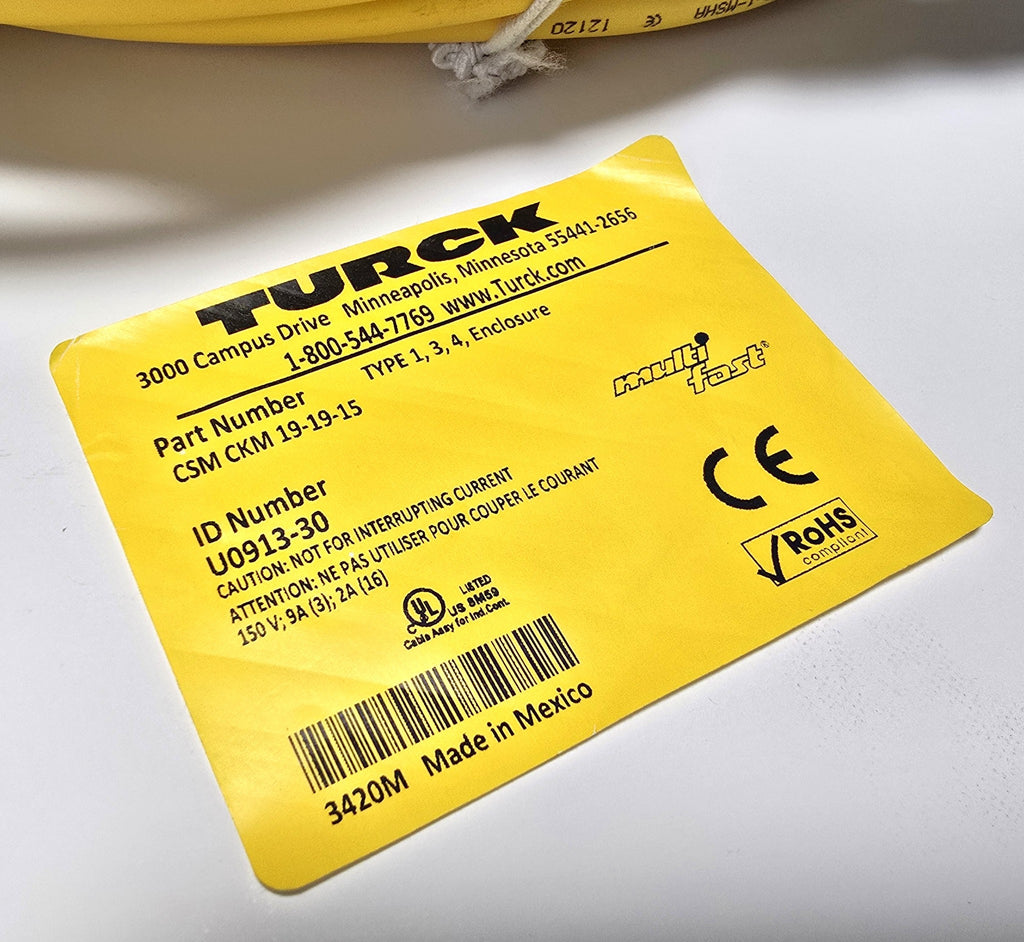 -MSHA CE 12120
TURCK
3000 Campus Drive Minneapolis, Minnesota 55441-2656
1-800-544-7769 www.Turck.com
TYPE 1, 3, 4, Enclosure
multi
fast®
Part Number
CSM CKM 19-19-15
CE
ID Number
U0913-30
CAUTION: NOT FOR INTERRUPTING CURRENT
ATTENTION: NE PAS UTILISER POUR COUPER LE COURANT
150 V; 9A (3); 2A (16)
RoHS
compliant
UL LISTED
US 8M59
Cable Assy for Ind.Cont.
3420M Made in Mexico